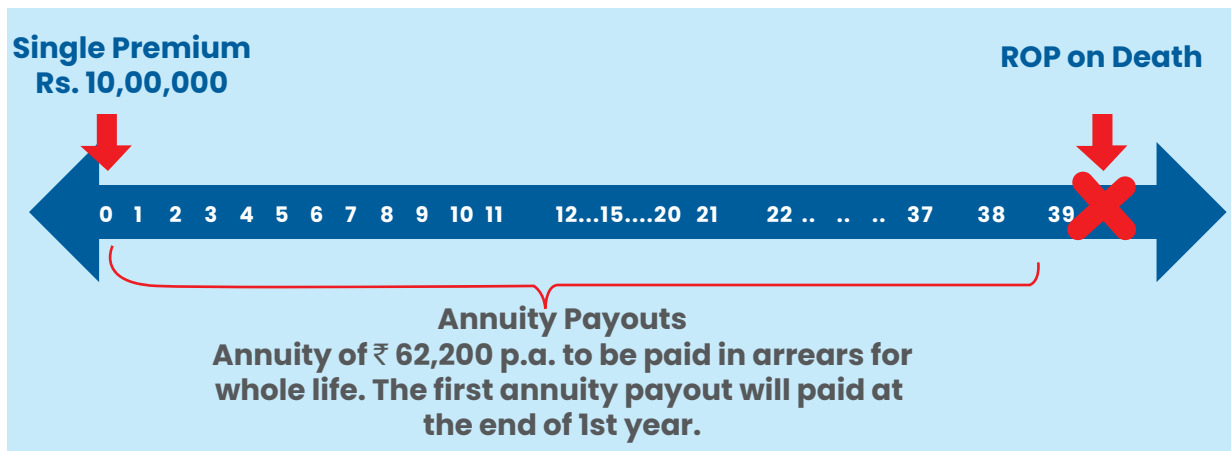 Single Premium
Rs. 10,00,000
ROP on Death
0 1 2 3 4 5 6 7 8 9 10 11 12...15....20 21 22 .. .. .. 37 38 39
Annuity Payouts
Annuity of ₹ 62,200 p.a. to be paid in arrears for
whole life. The first annuity payout will paid at
the end of 1st year.